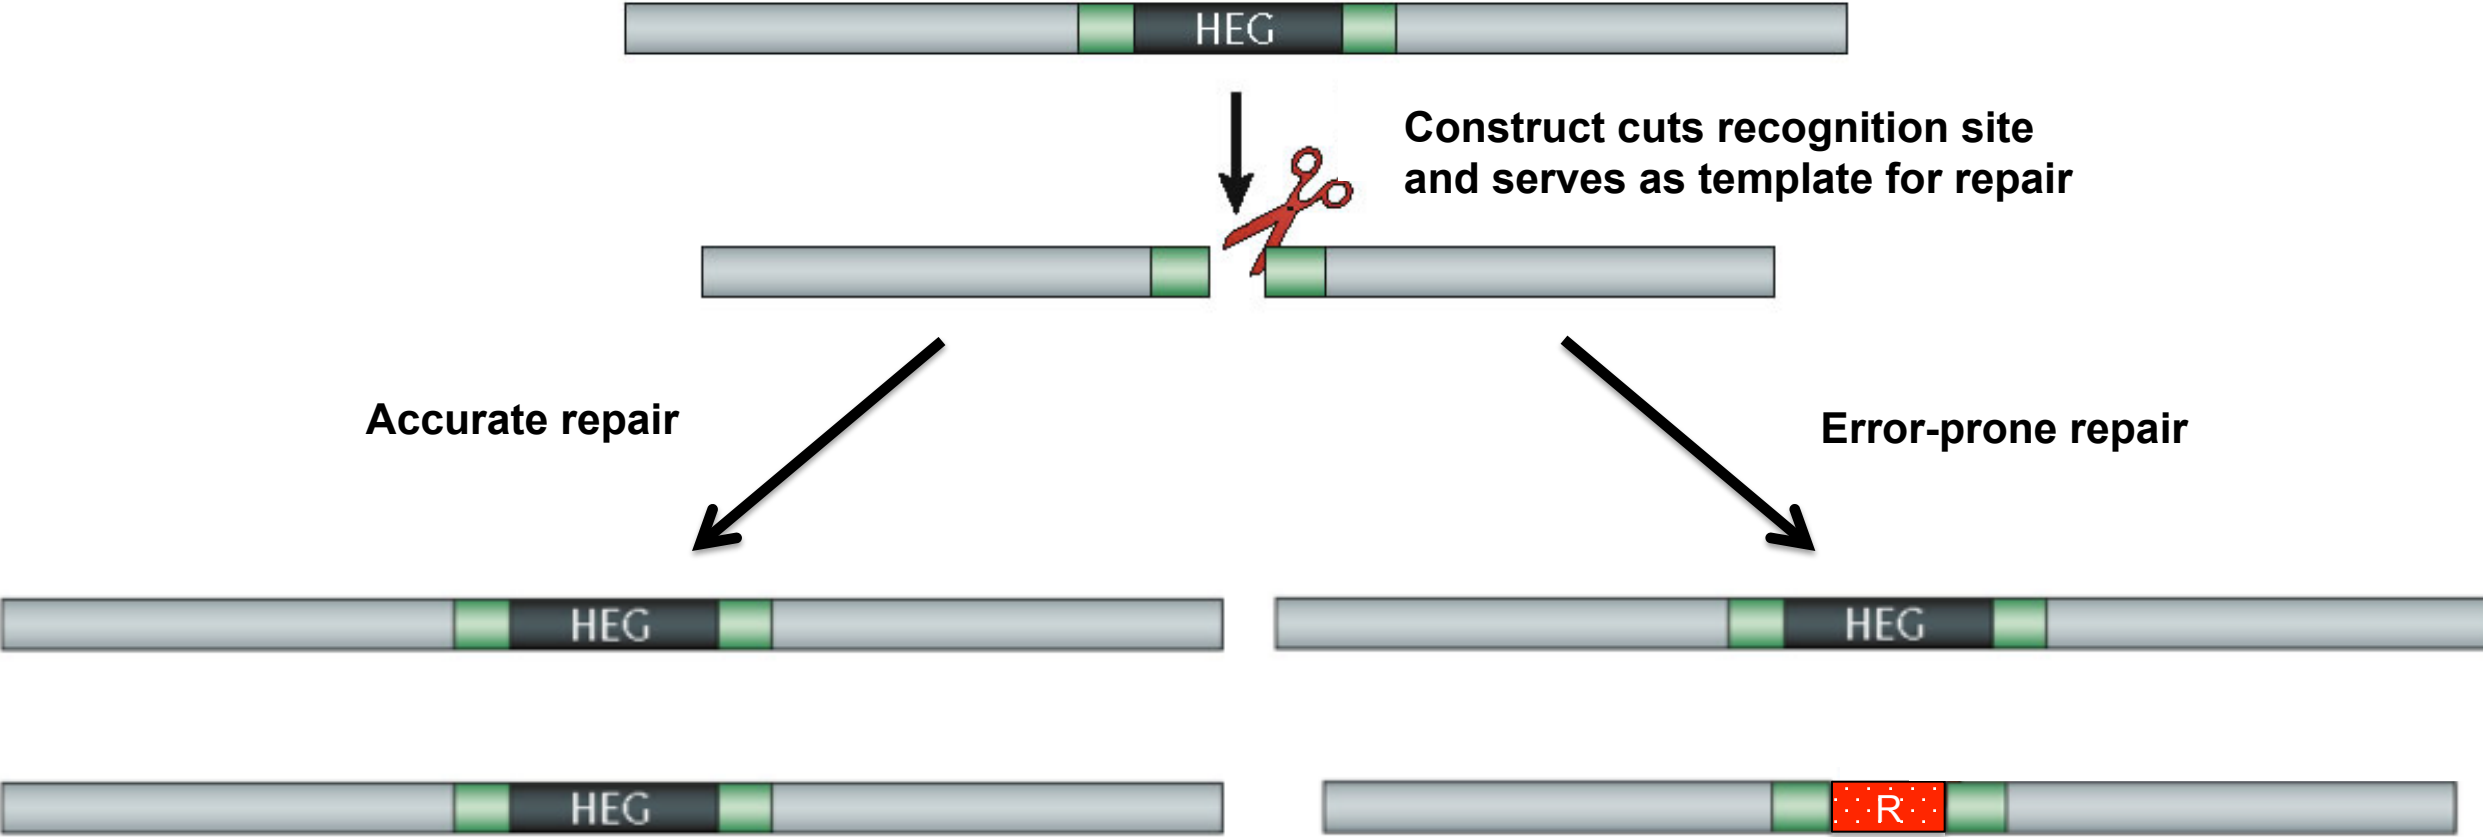 HEG
Construct cuts recognition site
and serves as template for repair
Accurate repair
Error-prone repair
HEG
HEG
HEG
R